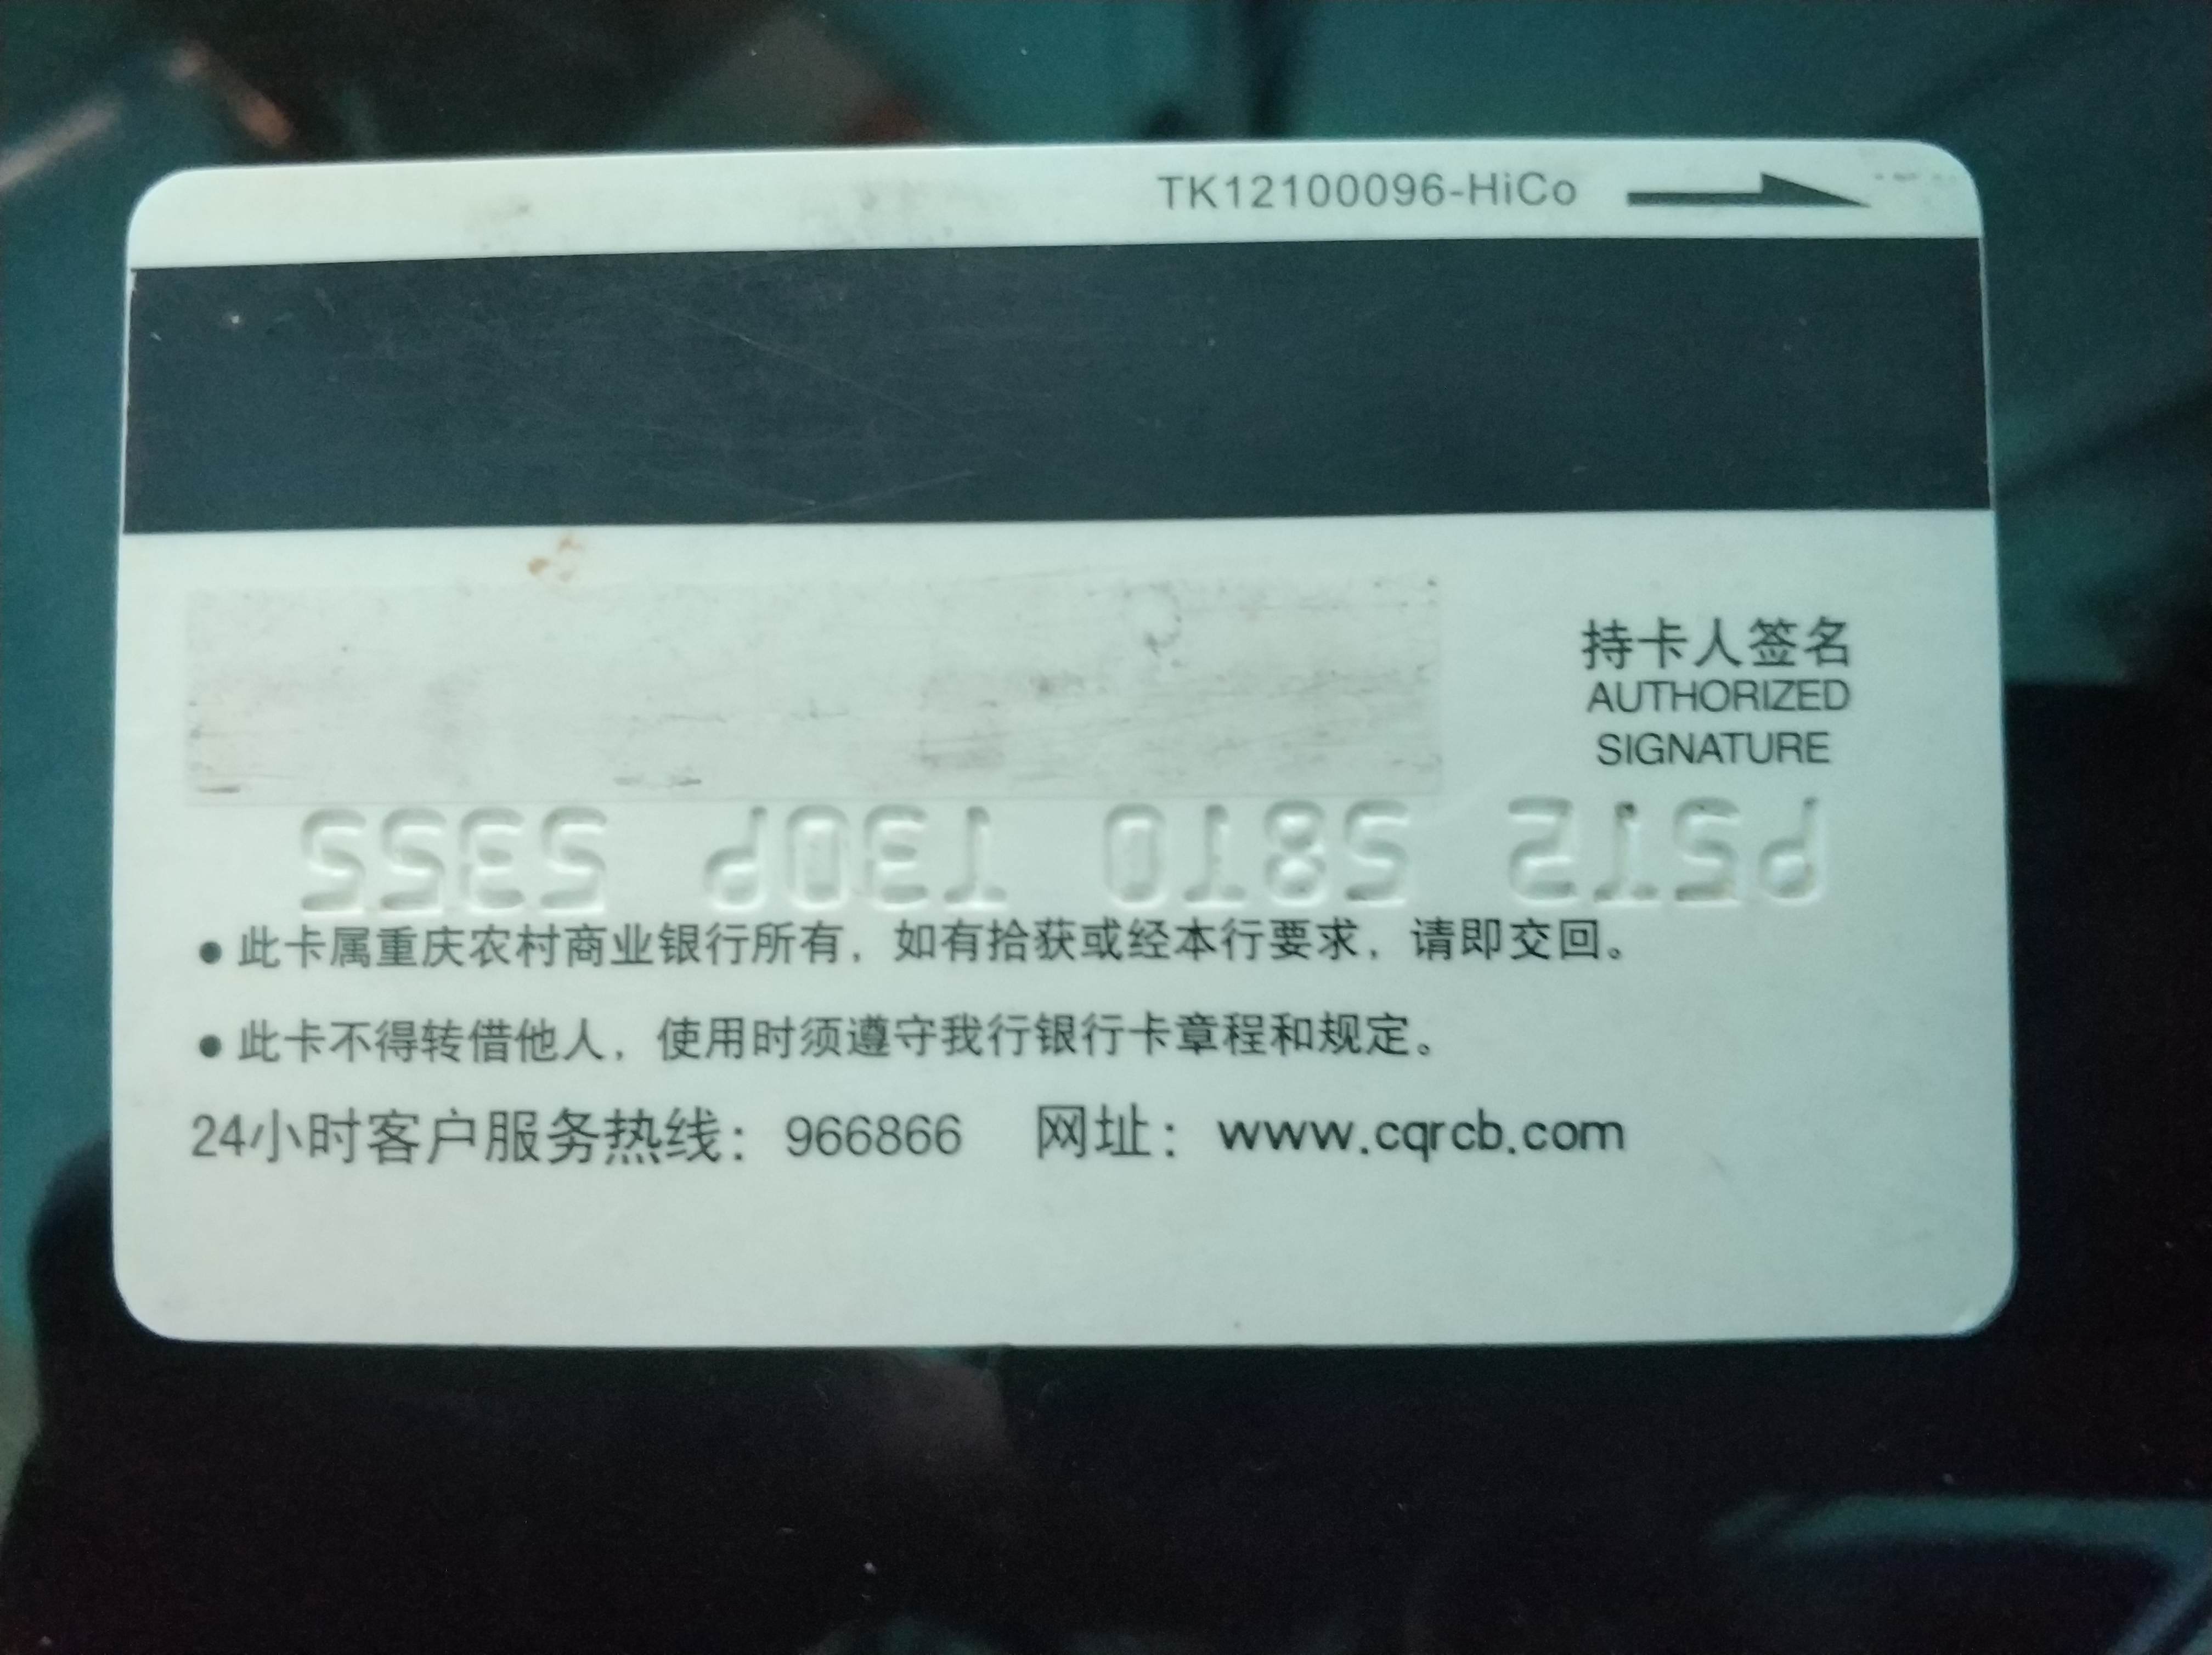 TK12100096-HiCo
持卡人签名
AUTHORIZED
SIGNATURE
●此卡属重庆农村商业银行所有，如有拾获或经本行要求，请即交回。
●此卡不得转借他人，使用时须遵守我行银行卡章程和规定。
24小时客户服务热线：966866 网址：www.cqrcb.com